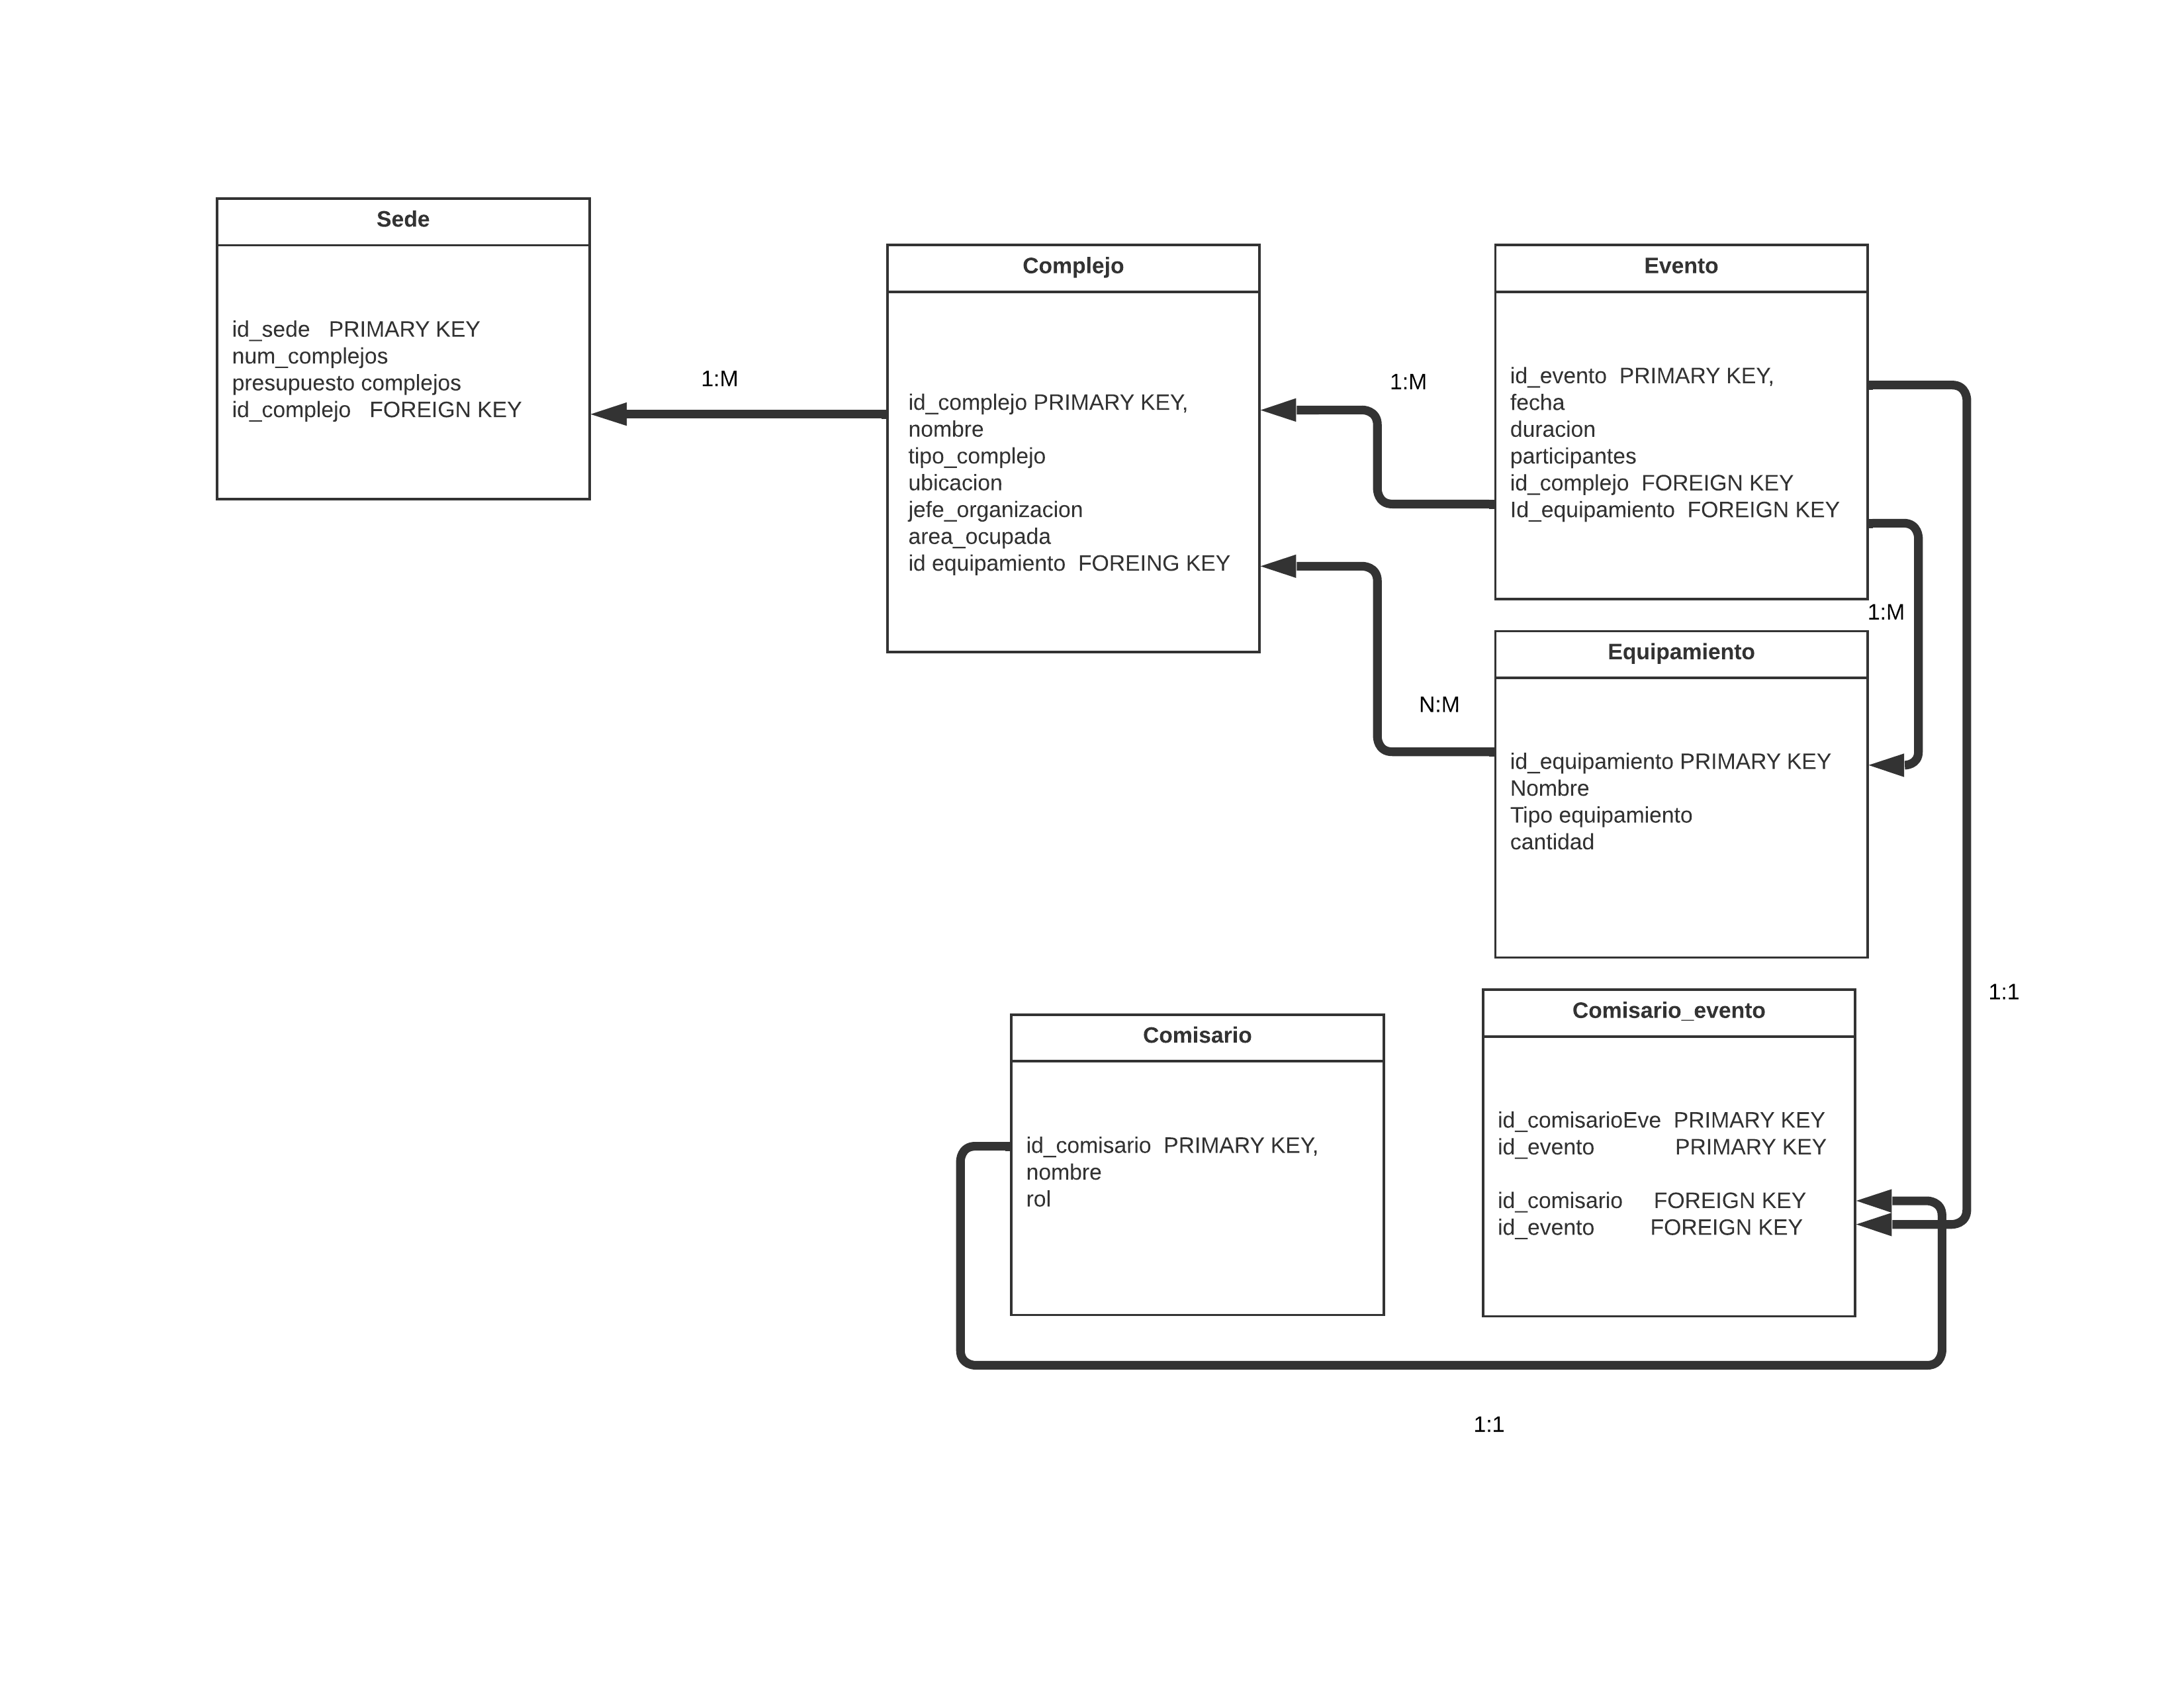 Sede
id_sede PRIMARY KEY
num_complejos
presupuesto complejos
id_complejo FOREIGN KEY
1:M
Complejo
id_complejo PRIMARY KEY,
nombre
tipo_complejo
ubicacion
jefe_organizacion
area_ocupada
id equipamiento FOREING KEY
1:M
N:M
Evento
id_evento PRIMARY KEY,
fecha
duracion
participantes
id_complejo FOREIGN KEY
Id_equipamiento FOREIGN KEY
1:M
Equipamiento
id_equipamiento PRIMARY KEY
Nombre
Tipo equipamiento
cantidad
1:1
Comisario
id_comisario PRIMARY KEY,
nombre
rol
Comisario_evento
id_comisarioEve PRIMARY KEY
id_evento PRIMARY KEY
id_comisario FOREIGN KEY
id_evento FOREIGN KEY
1:1